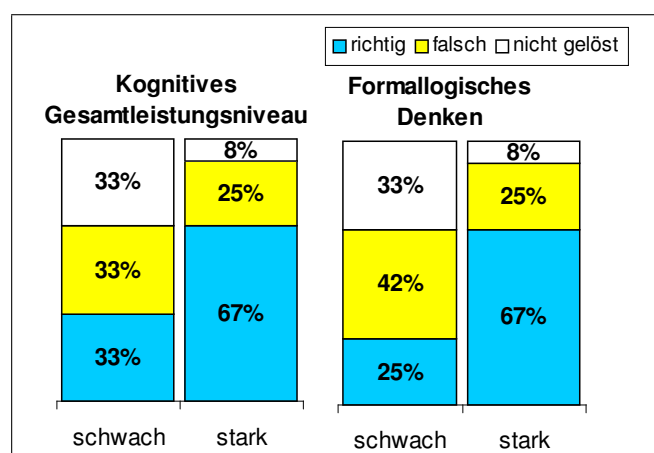 richtig falsch nicht gelöst
Kognitives
Gesamtleistungsniveau
33%
33%
33%
8%
25%
67%
schwach stark
Formallogisches
Denken
33%
42%
25%
8%
25%
67%
schwach stark